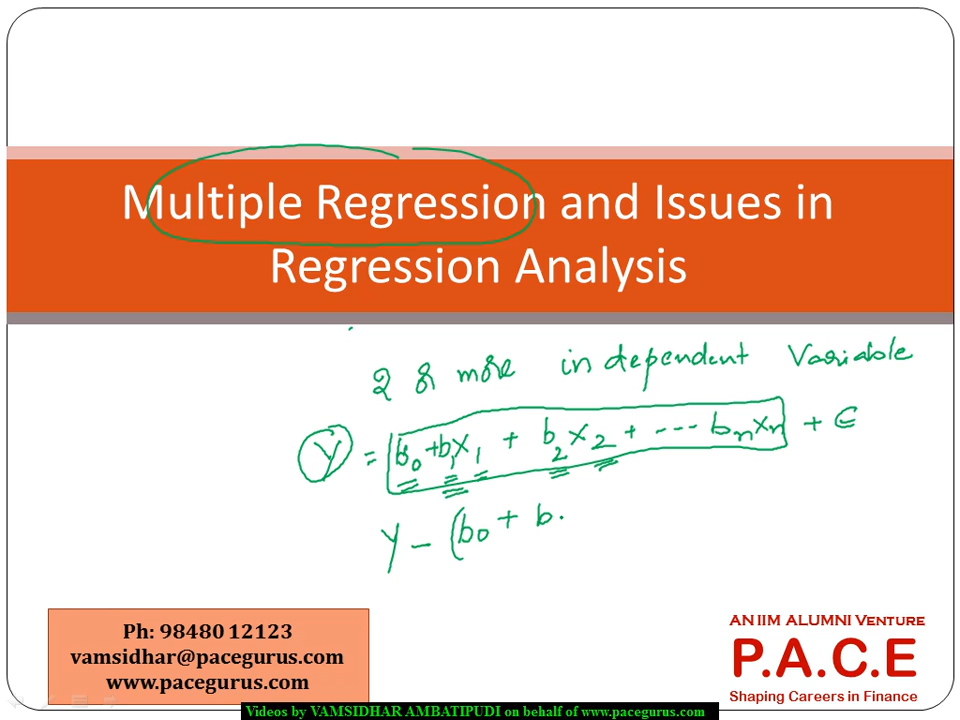 Multiple Regression and Issues in
Regression Analysis
2 or more independent Variable
Y = b₀ + b₁x₁ + b₂x₂ + --- bₙxₙ + ∈
Y - (b₀ + b.
Ph: 98480 12123
vamsidhar@pacegurus.com
www.pacegurus.com
AN IIM ALUMNI VENTURE
P.A.C.E
Shaping Careers in Finance
Videos by VAMSIDHAR AMBATIPUDI on behalf of www.pacegurus.com